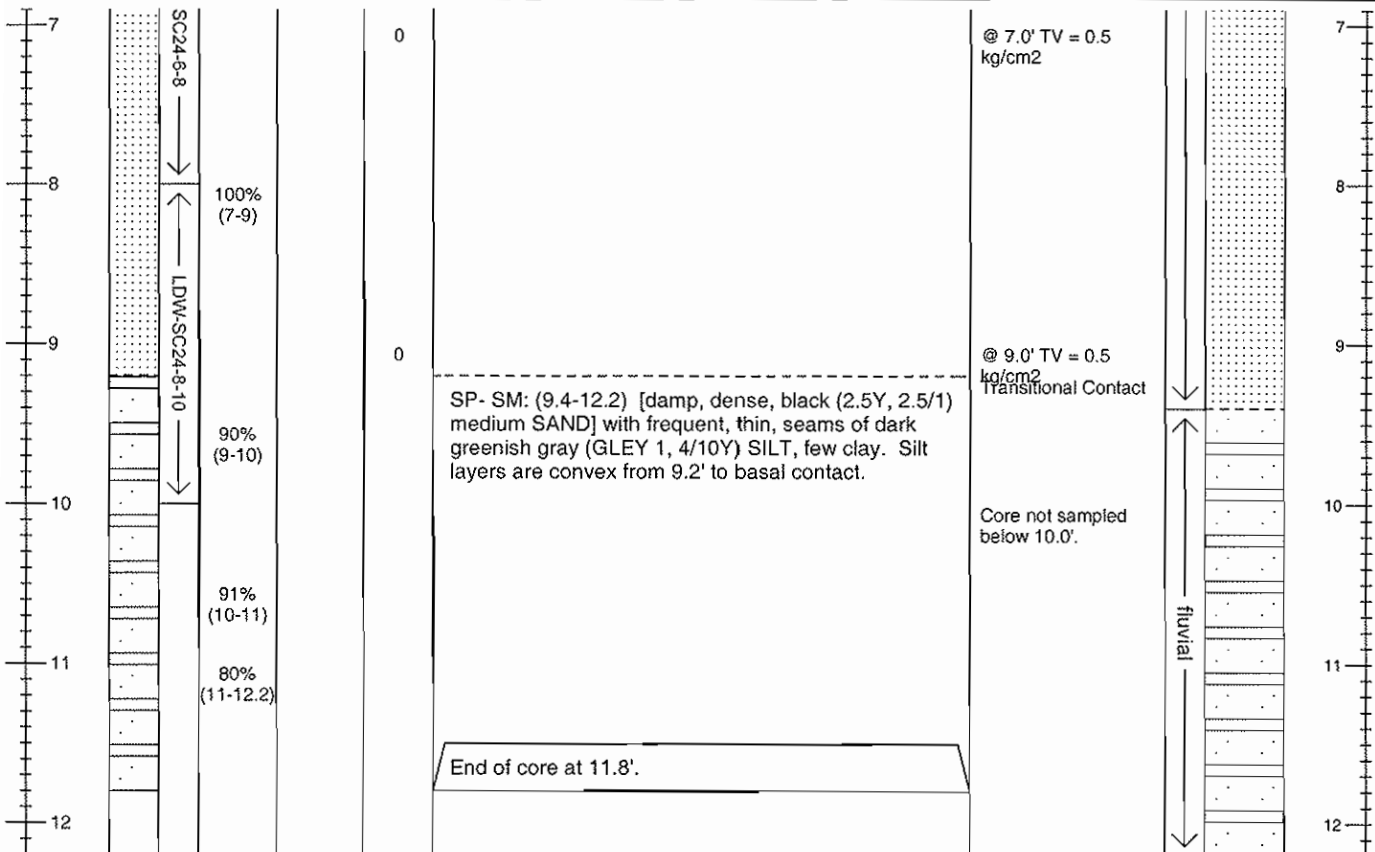 7
SC24-6-8
0
@ 7.0' TV = 0.5
kg/cm2
7
8
100%
(7-9)
8
LDW-SC24-8-10
9
0
@ 9.0' TV = 0.5
kg/cm2
Transitional Contact
9
SP- SM: (9.4-12.2) [damp, dense, black (2.5Y, 2.5/1)
medium SAND] with frequent, thin, seams of dark
greenish gray (GLEY 1, 4/10Y) SILT, few clay. Silt
layers are convex from 9.2' to basal contact.
90%
(9-10)
10
Core not sampled
below 10.0'.
10
91%
(10-11)
fluvial
11
80%
(11-12.2)
11
End of core at 11.8'.
12
12